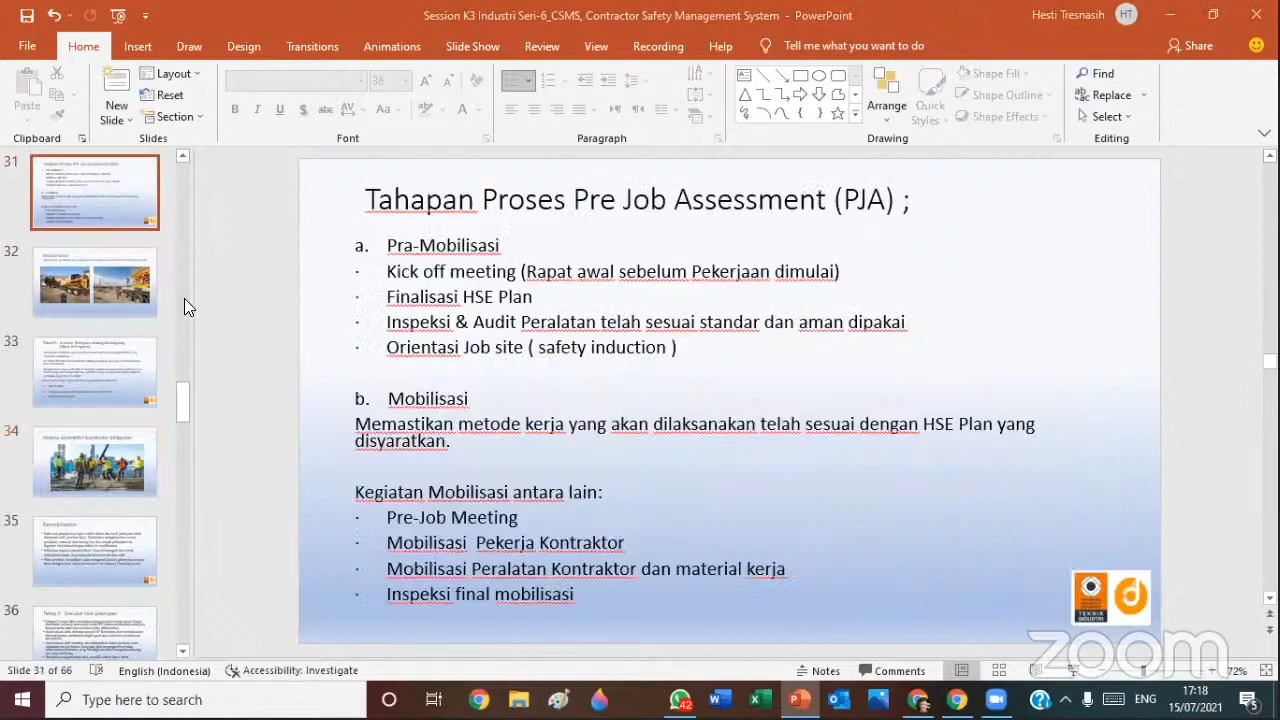 Session K3 Industri Seri-6_CSMS, Contractor Safety Management System - PowerPoint
Hesti Tresnasih
HT
File Home Insert Draw Design Transitions Animations Slide Show Review View Recording Help Tell me what you want to do
Share
Paste
New Slide
Layout
Reset
Section
36
Arrange
Quick Styles
Shape Fill
Shape Outline
Shape Effects
Find
Replace
Select
Clipboard Slides Font Paragraph Drawing Editing
31
32
33
34
35
36
Tahapan Proses Pre Job Assessment (PJA) ;
a. Pra-Mobilisasi
· Kick off meeting (Rapat awal sebelum Pekerjaan dimulai)
· Finalisasi HSE Plan
· Inspeksi & Audit Peralatan telah sesuai standar dan aman dipakai
· Orientasi Job site ( safety induction )
b. Mobilisasi
Memastikan metode kerja yang akan dilaksanakan telah sesuai dengan HSE Plan yang
disyaratkan.
Kegiatan Mobilisasi antara lain:
· Pre-Job Meeting
· Mobilisasi PekerjaKontraktor
· Mobilisasi Peralatan Kontraktor dan material kerja
· Inspeksi final mobilisasi
TEKNIK
INDUSTRI
zoom
Slide 31 of 66
English (Indonesia)
Accessibility: Investigate
Notes
Comments
72%
Type here to search
42
ENG
17:18
15/07/2021
5